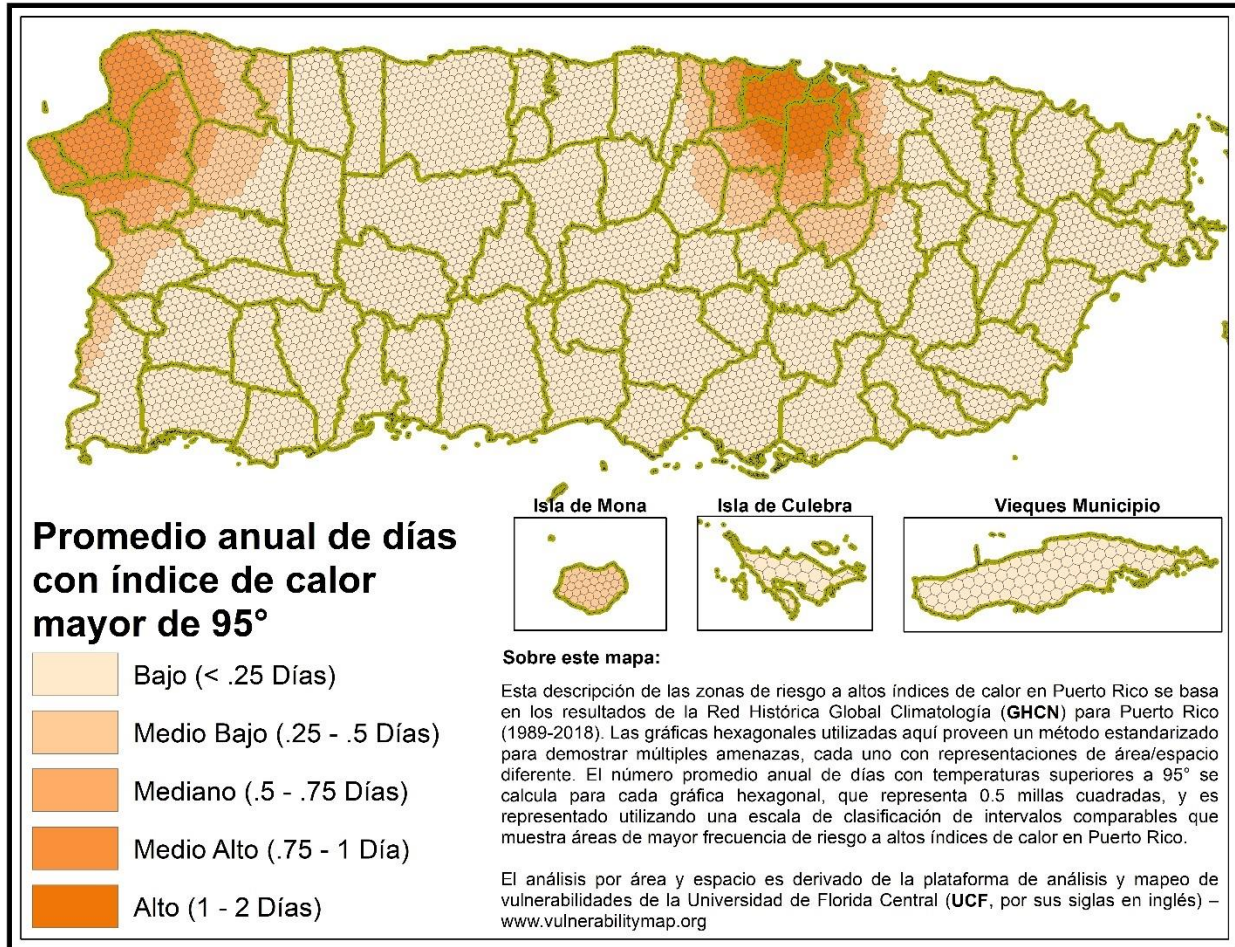 Isla de Mona
Isla de Culebra
Vieques Municipio
Promedio anual de días
con índice de calor
mayor de 95°
Bajo (< .25 Días)
Medio Bajo (.25 - .5 Días)
Mediano (.5 - .75 Días)
Medio Alto (.75 - 1 Día)
Alto (1 - 2 Días)
Sobre este mapa:
Esta descripción de las zonas de riesgo a altos índices de calor en Puerto Rico se basa
en los resultados de la Red Histórica Global Climatología (GHCN) para Puerto Rico
(1989-2018). Las gráficas hexagonales utilizadas aquí proveen un método estandarizado
para demostrar múltiples amenazas, cada uno con representaciones de área/espacio
diferente. El número promedio anual de días con temperaturas superiores a 95° se
calcula para cada gráfica hexagonal, que representa 0.5 millas cuadradas, y es
representado utilizando una escala de clasificación de intervalos comparables que
muestra áreas de mayor frecuencia de riesgo a altos índices de calor en Puerto Rico.
El análisis por área y espacio es derivado de la plataforma de análisis y mapeo de
vulnerabilidades de la Universidad de Florida Central (UCF, por sus siglas en inglés) –
www.vulnerabilitymap.org